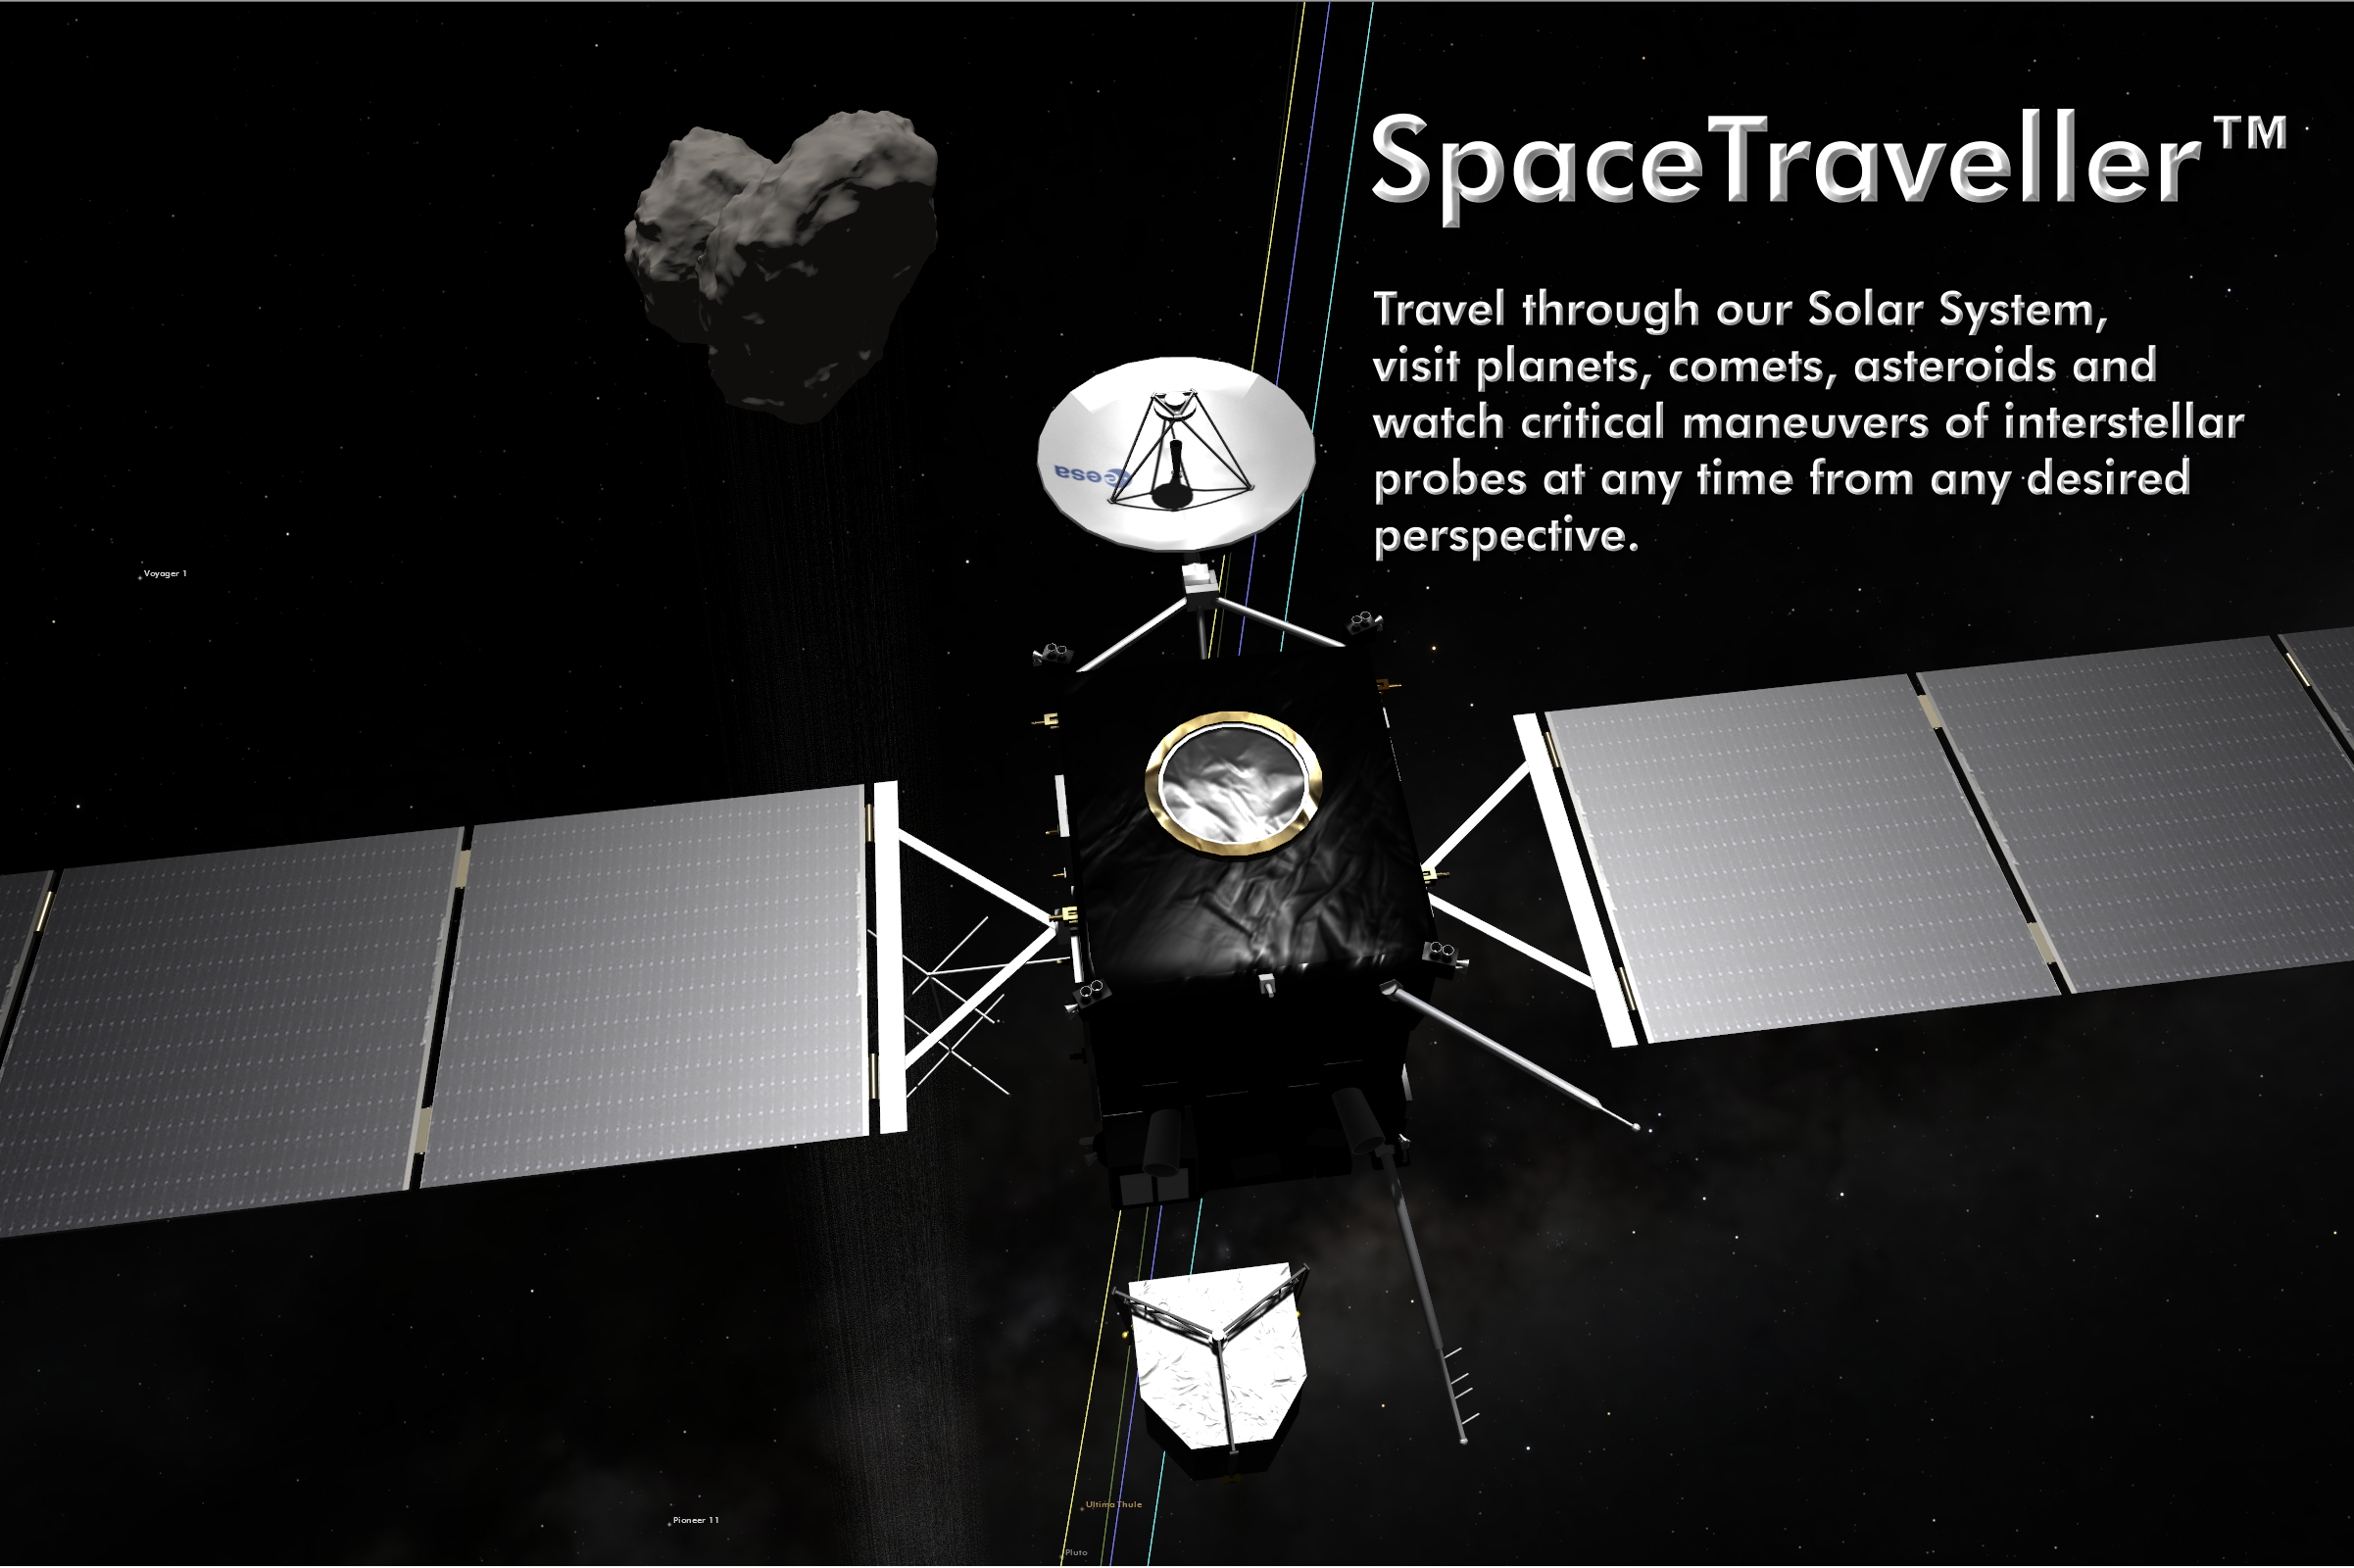 SpaceTraveller™
Travel through our Solar System,
visit planets, comets, asteroids and
watch critical maneuvers of interstellar
probes at any time from any desired
perspective.
esa
Voyager 1
Ultima Thule
Pioneer 11
Pluto